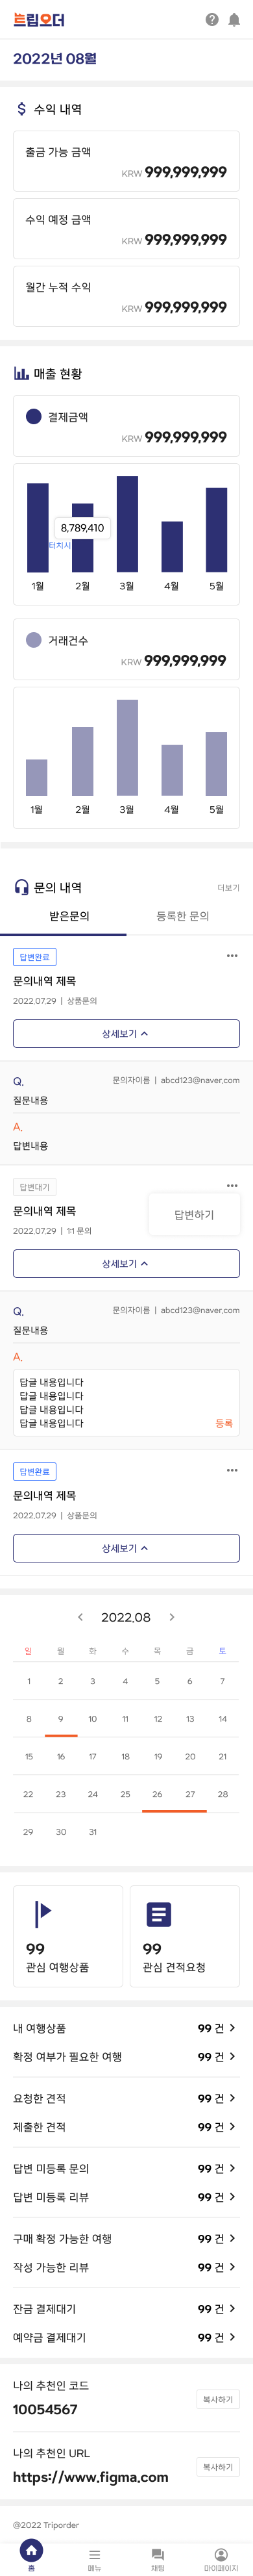 트립오더
2022년 08월
수익 내역
출금 가능 금액
KRW 999,999,999
수익 예정 금액
KRW 999,999,999
월간 누적 수익
KRW 999,999,999
매출 현황
결제금액
KRW 999,999,999
8,789,410
터치시
1월 2월 3월 4월 5월
거래건수
KRW 999,999,999
1월 2월 3월 4월 5월
문의 내역 더보기
받은문의 등록한 문의
답변완료
문의내역 제목
2022.07.29 | 상품문의
상세보기
Q. 문의자이름 | abcd123@naver.com
질문내용
A.
답변내용
답변대기
문의내역 제목 답변하기
2022.07.29 | 1:1 문의
상세보기
Q. 문의자이름 | abcd123@naver.com
질문내용
A.
답글 내용입니다
답글 내용입니다
답글 내용입니다
답글 내용입니다 등록
답변완료
문의내역 제목
2022.07.29 | 상품문의
상세보기
2022.08
일 월 화 수 목 금 토
1 2 3 4 5 6 7
8 9 10 11 12 13 14
15 16 17 18 19 20 21
22 23 24 25 26 27 28
29 30 31
99 99
관심 여행상품 관심 견적요청
내 여행상품 99 건
확정 여부가 필요한 여행 99 건
요청한 견적 99 건
제출한 견적 99 건
답변 미등록 문의 99 건
답변 미등록 리뷰 99 건
구매 확정 가능한 여행 99 건
작성 가능한 리뷰 99 건
잔금 결제대기 99 건
예약금 결제대기 99 건
나의 추천인 코드
10054567 복사하기
나의 추천인 URL
https://www.figma.com 복사하기
@2022 Triporder
홈 메뉴 채팅 마이페이지